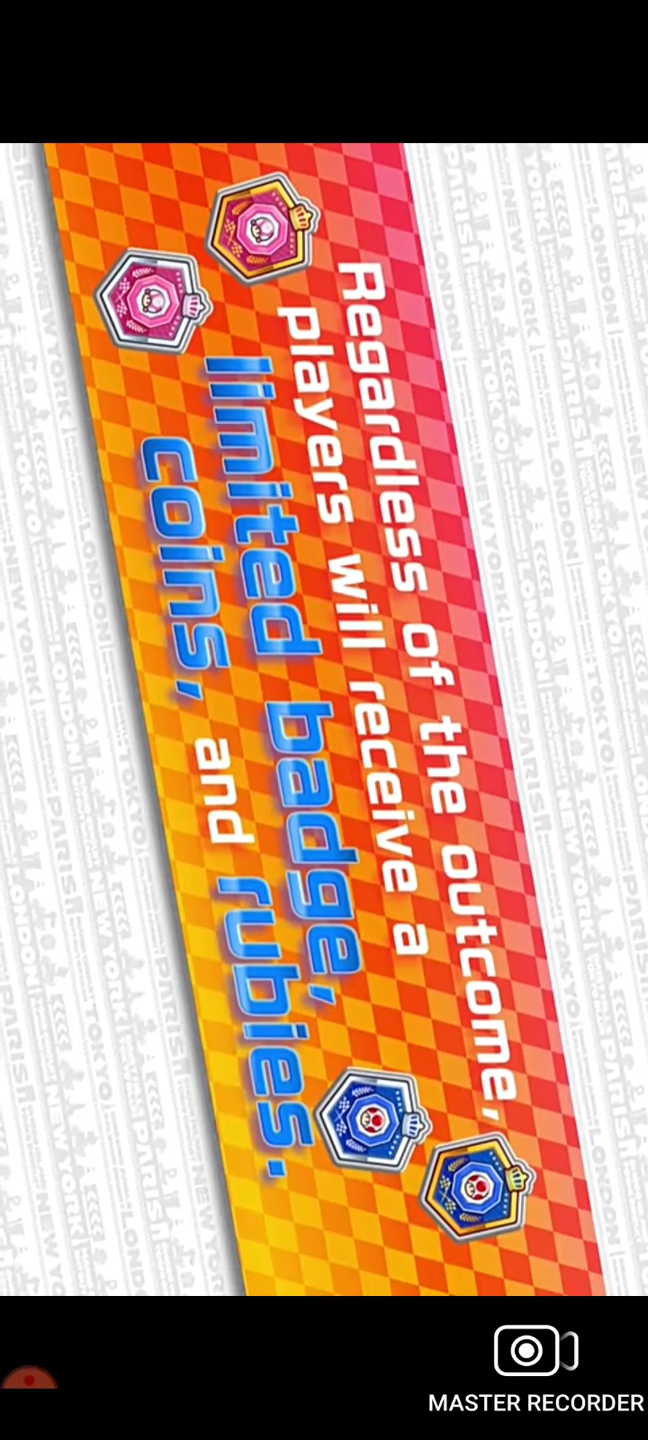 Regardless of the outcome,
players will receive a
limited badge,
coins, and rubies.
MASTER RECORDER